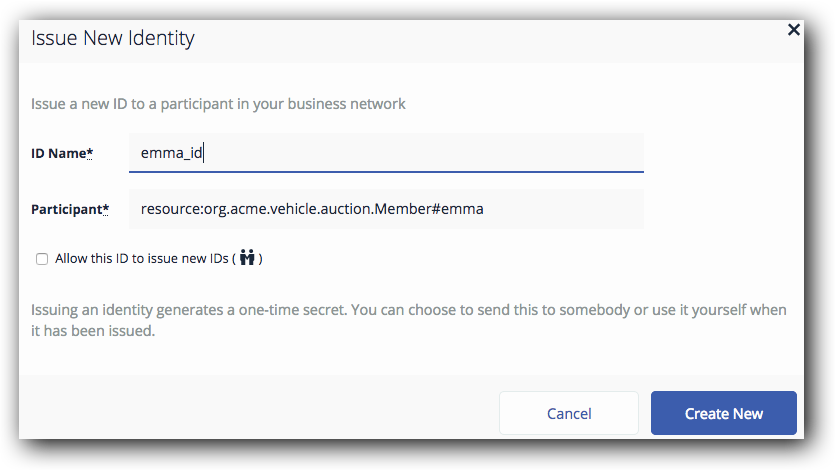 Issue New Identity
Issue a new ID to a participant in your business network
ID Name* emma_id
Participant* resource:org.acme.vehicle.auction.Member#emma
Allow this ID to issue new IDs ( )
Issuing an identity generates a one-time secret. You can choose to send this to somebody or use it yourself when
it has been issued.
Cancel Create New